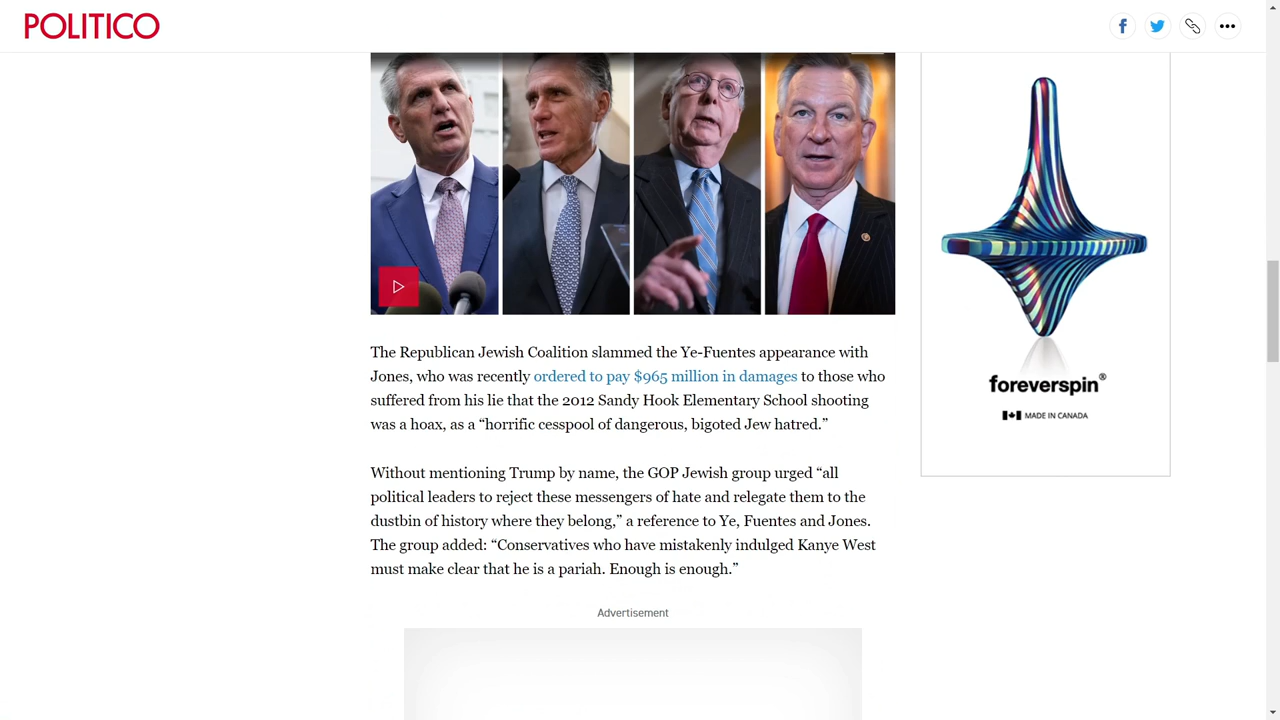 POLITICO
The Republican Jewish Coalition slammed the Ye-Fuentes appearance with
Jones, who was recently ordered to pay $965 million in damages to those who
suffered from his lie that the 2012 Sandy Hook Elementary School shooting
was a hoax, as a “horrific cesspool of dangerous, bigoted Jew hatred.”
Without mentioning Trump by name, the GOP Jewish group urged “all
political leaders to reject these messengers of hate and relegate them to the
dustbin of history where they belong,” a reference to Ye, Fuentes and Jones.
The group added: “Conservatives who have mistakenly indulged Kanye West
must make clear that he is a pariah. Enough is enough.”
Advertisement
foreverspin®
MADE IN CANADA